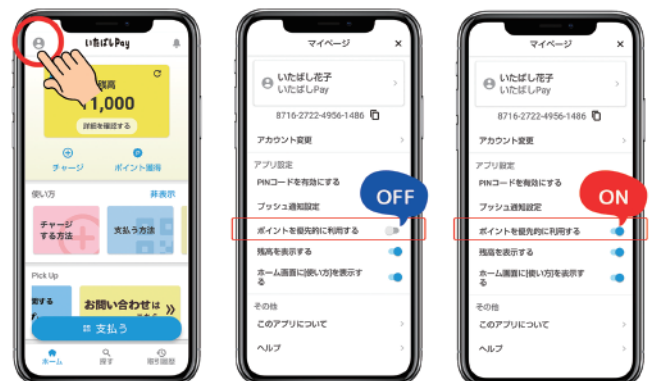 いたばしPay
残高
1,000
詳細を確認する
チャージ
ポイント獲得
使い方
非表示
チャージ
する方法
支払う方法
Pick Up
お問い合わせは
支払う
ホーム
探す
取引履歴
マイページ
×
いたばし花子
いたばしPay
8716-2722-4956-1486
アカウント変更
アプリ設定
PINコードを有効にする
プッシュ通知設定
OFF
ポイントを優先的に利用する
残高を表示する
ホーム画面に[使い方]を表示す
る
その他
このアプリについて
ヘルプ
マイページ
×
いたばし花子
いたばしPay
8716-2722-4956-1486
アカウント変更
アプリ設定
PINコードを有効にする
プッシュ通知設定
ON
ポイントを優先的に利用する
残高を表示する
ホーム画面に[使い方]を表示す
る
その他
このアプリについて
ヘルプ